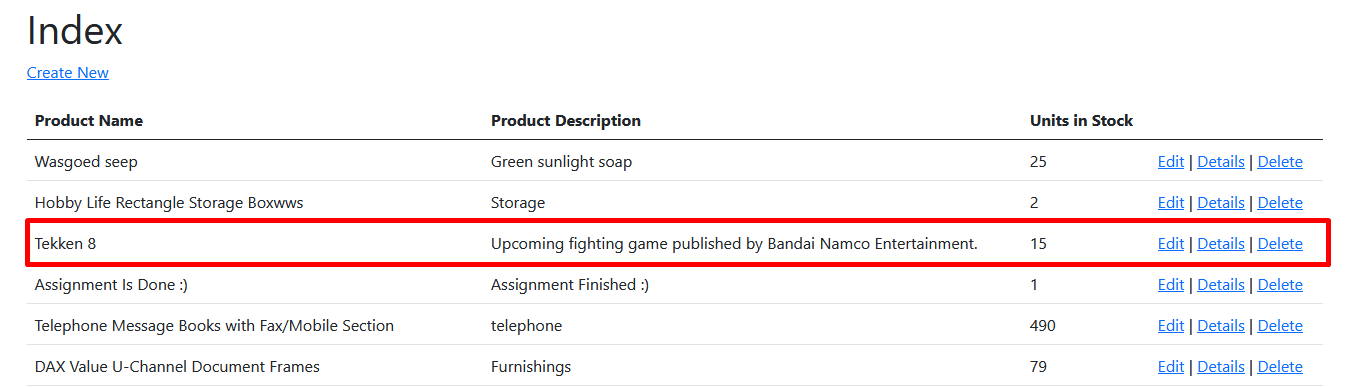 Index
Create New
Product Name Product Description Units in Stock
Wasgoed seep Green sunlight soap 25 Edit | Details | Delete
Hobby Life Rectangle Storage Boxwws Storage 2 Edit | Details | Delete
Tekken 8 Upcoming fighting game published by Bandai Namco Entertainment. 15 Edit | Details | Delete
Assignment Is Done :) Assignment Finished :) 1 Edit | Details | Delete
Telephone Message Books with Fax/Mobile Section telephone 490 Edit | Details | Delete
DAX Value U-Channel Document Frames Furnishings 79 Edit | Details | Delete